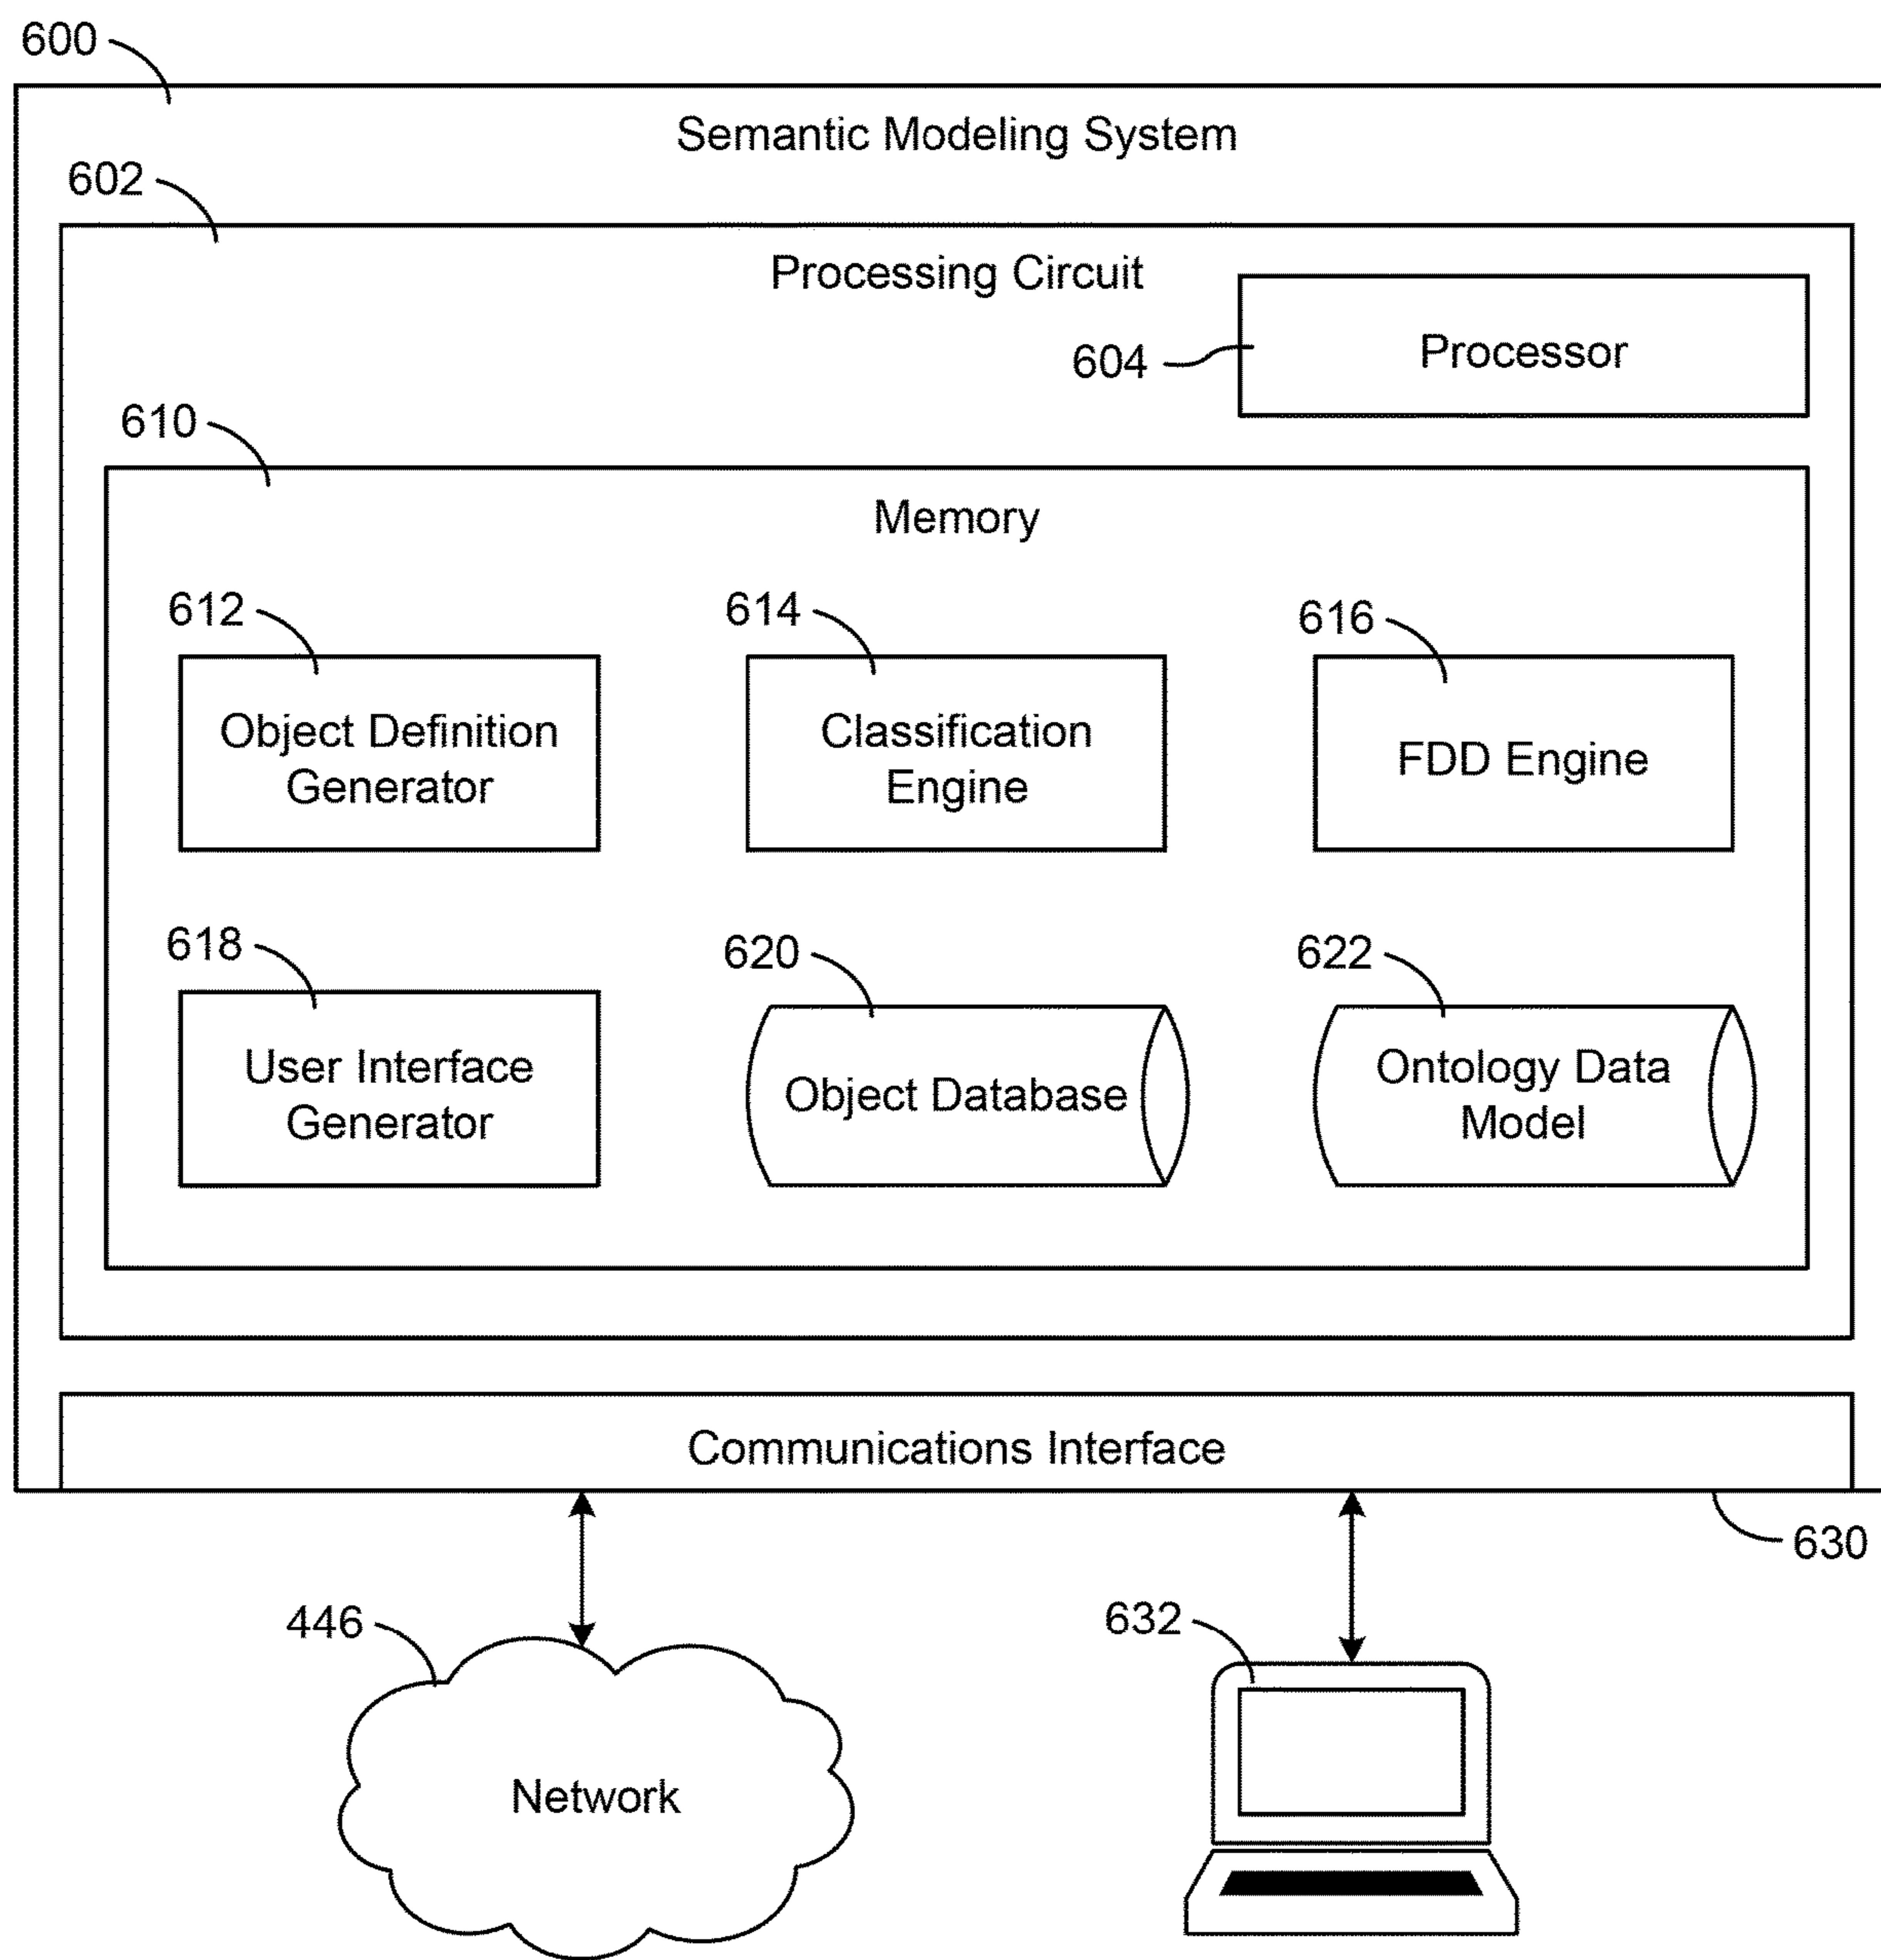 600
Semantic Modeling System
602
Processing Circuit
604
Processor
610
Memory
612
614
616
Object Definition
Generator
Classification
Engine
FDD Engine
618
620
622
User Interface
Generator
Object Database
Ontology Data
Model
Communications Interface
630
446
632
Network